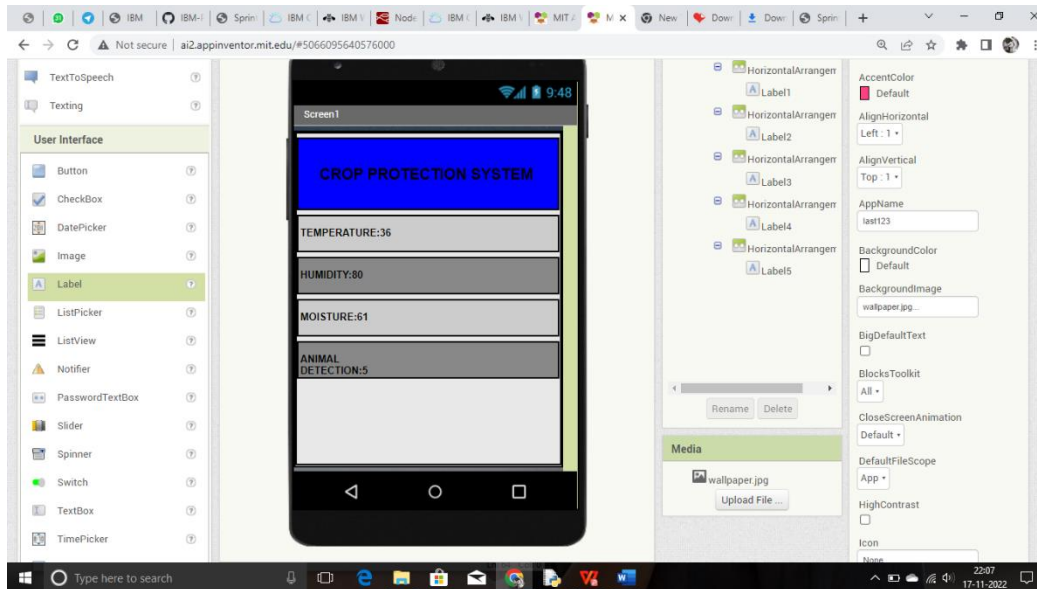 IBM
IBM-I
Sprin
IBM C
IBM W
Node
IBM C
IBM W
MIT A
M
New
Dowr
Dowr
Sprin
Not secure
ai2.appinventor.mit.edu/#5066095640576000
TextToSpeech
Texting
User Interface
Button
CheckBox
DatePicker
Image
Label
ListPicker
ListView
Notifier
PasswordTextBox
Slider
Spinner
Switch
TextBox
TimePicker
9:48
Screen1
CROP PROTECTION SYSTEM
TEMPERATURE:36
HUMIDITY:80
MOISTURE:61
ANIMAL
DETECTION:5
HorizontalArrangem
Label1
HorizontalArrangem
Label2
HorizontalArrangem
Label3
HorizontalArrangem
Label4
HorizontalArrangem
Label5
Rename Delete
Media
wallpaper.jpg
Upload File ...
AccentColor
Default
AlignHorizontal
Left : 1
AlignVertical
Top : 1
AppName
last123
BackgroundColor
Default
BackgroundImage
wallpaper.jpg...
BigDefaultText
BlocksToolkit
All
CloseScreenAnimation
Default
DefaultFileScope
App
HighContrast
Icon
None
Type here to search
22:07
17-11-2022